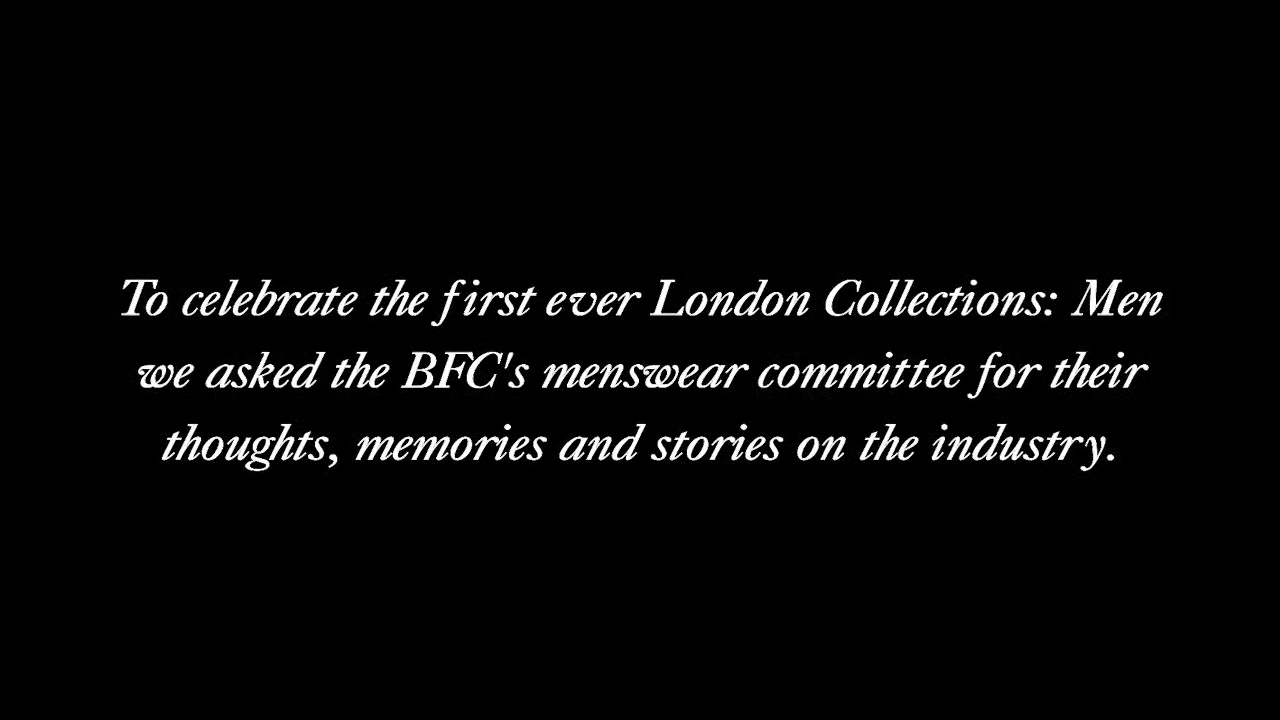 To celebrate the first ever London Collections: Men
we asked the BFC's menswear committee for their
thoughts, memories and stories on the industry.